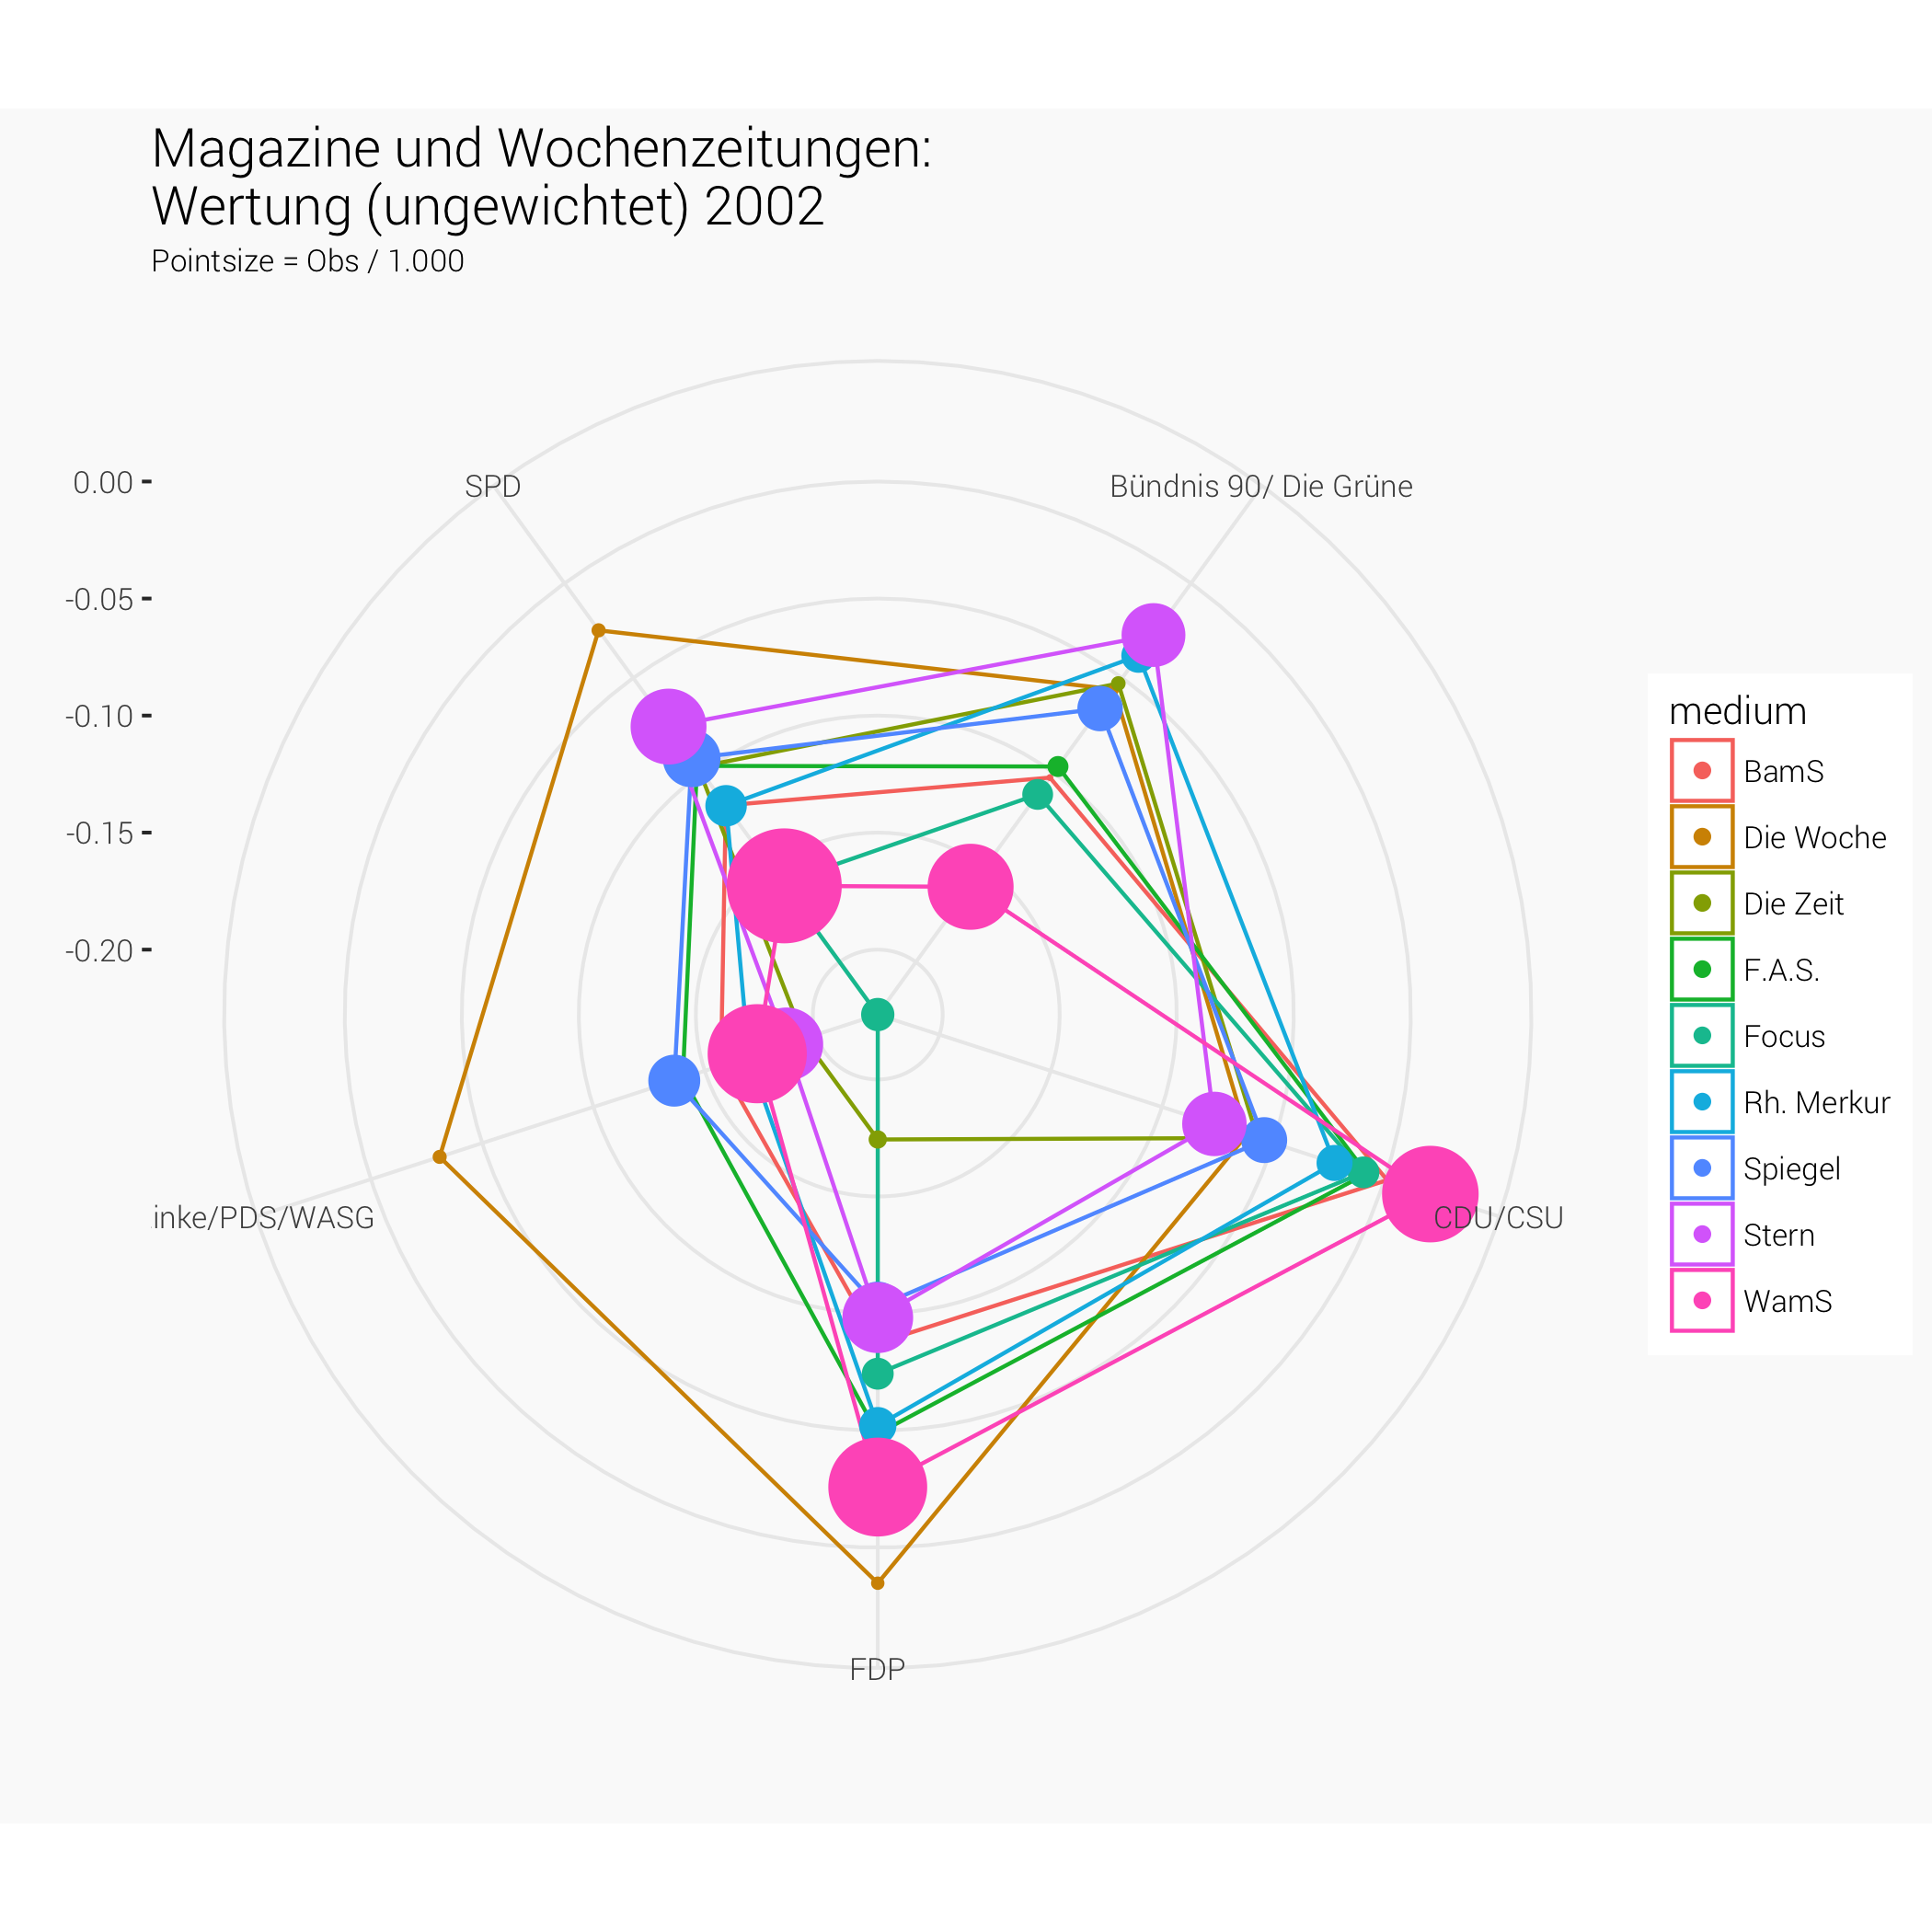 Magazine und Wochenzeitungen:
Wertung (ungewichtet) 2002
Pointsize = Obs / 1.000
0.00
-0.05
-0.10
-0.15
-0.20
SPD
Bündnis 90/ Die Grüne
inke/PDS/WASG
CDU/CSU
FDP
medium
BamS
Die Woche
Die Zeit
F.A.S.
Focus
Rh. Merkur
Spiegel
Stern
WamS